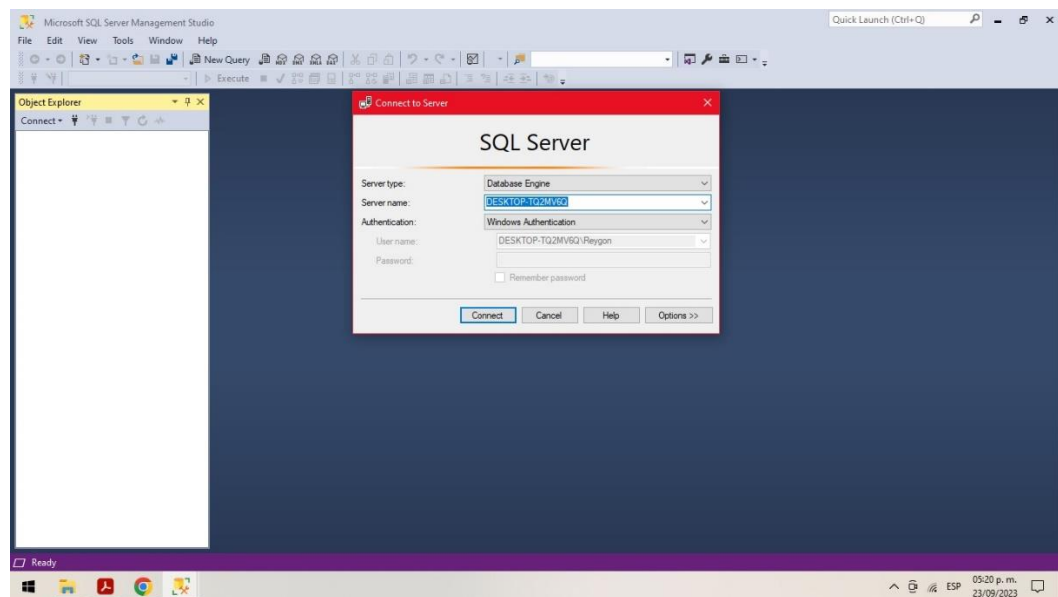 Microsoft SQL Server Management Studio
Quick Launch (Ctrl+Q)
File Edit View Tools Window Help
New Query
Execute
Object Explorer
Connect
Connect to Server
SQL Server
Server type: Database Engine
Server name: DESKTOP-TQ2MV6Q
Authentication: Windows Authentication
User name: DESKTOP-TQ2MV6Q\Reygon
Password:
Remember password
Connect Cancel Help Options >>
Ready
ESP
05:20 p. m.
23/09/2023